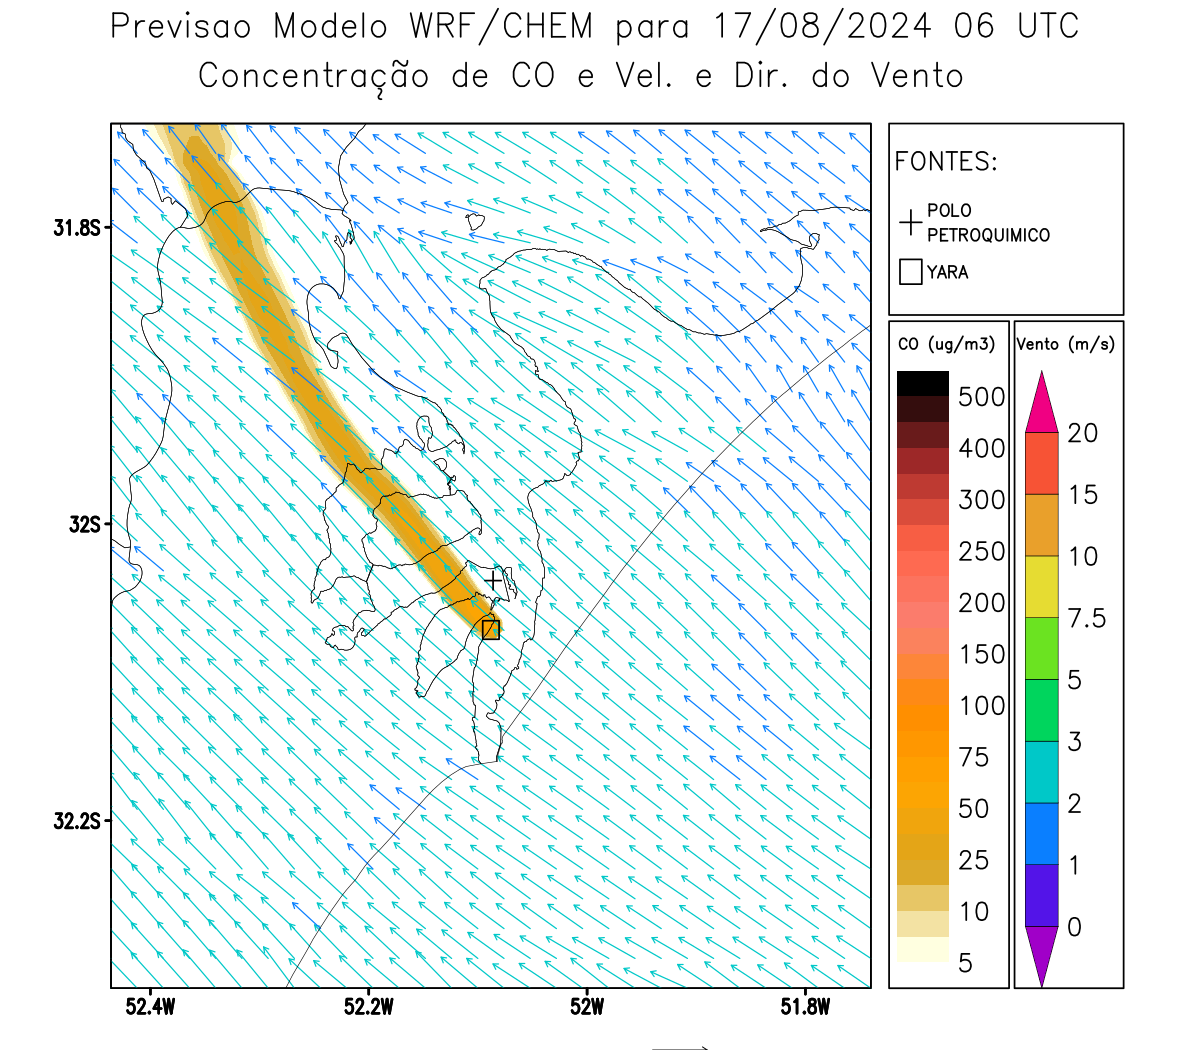 Previsao Modelo WRF/CHEM para 17/08/2024 06 UTC
Concentração de CO e Vel. e Dir. do Vento
FONTES:
POLO
PETROQUIMICO
YARA
CO (ug/m3)
500
400
300
250
200
150
100
75
50
25
10
5
Vento (m/s)
20
15
10
7.5
5
3
2
1
0
31.8S
32S
32.2S
52.4W
52.2W
52W
51.8W